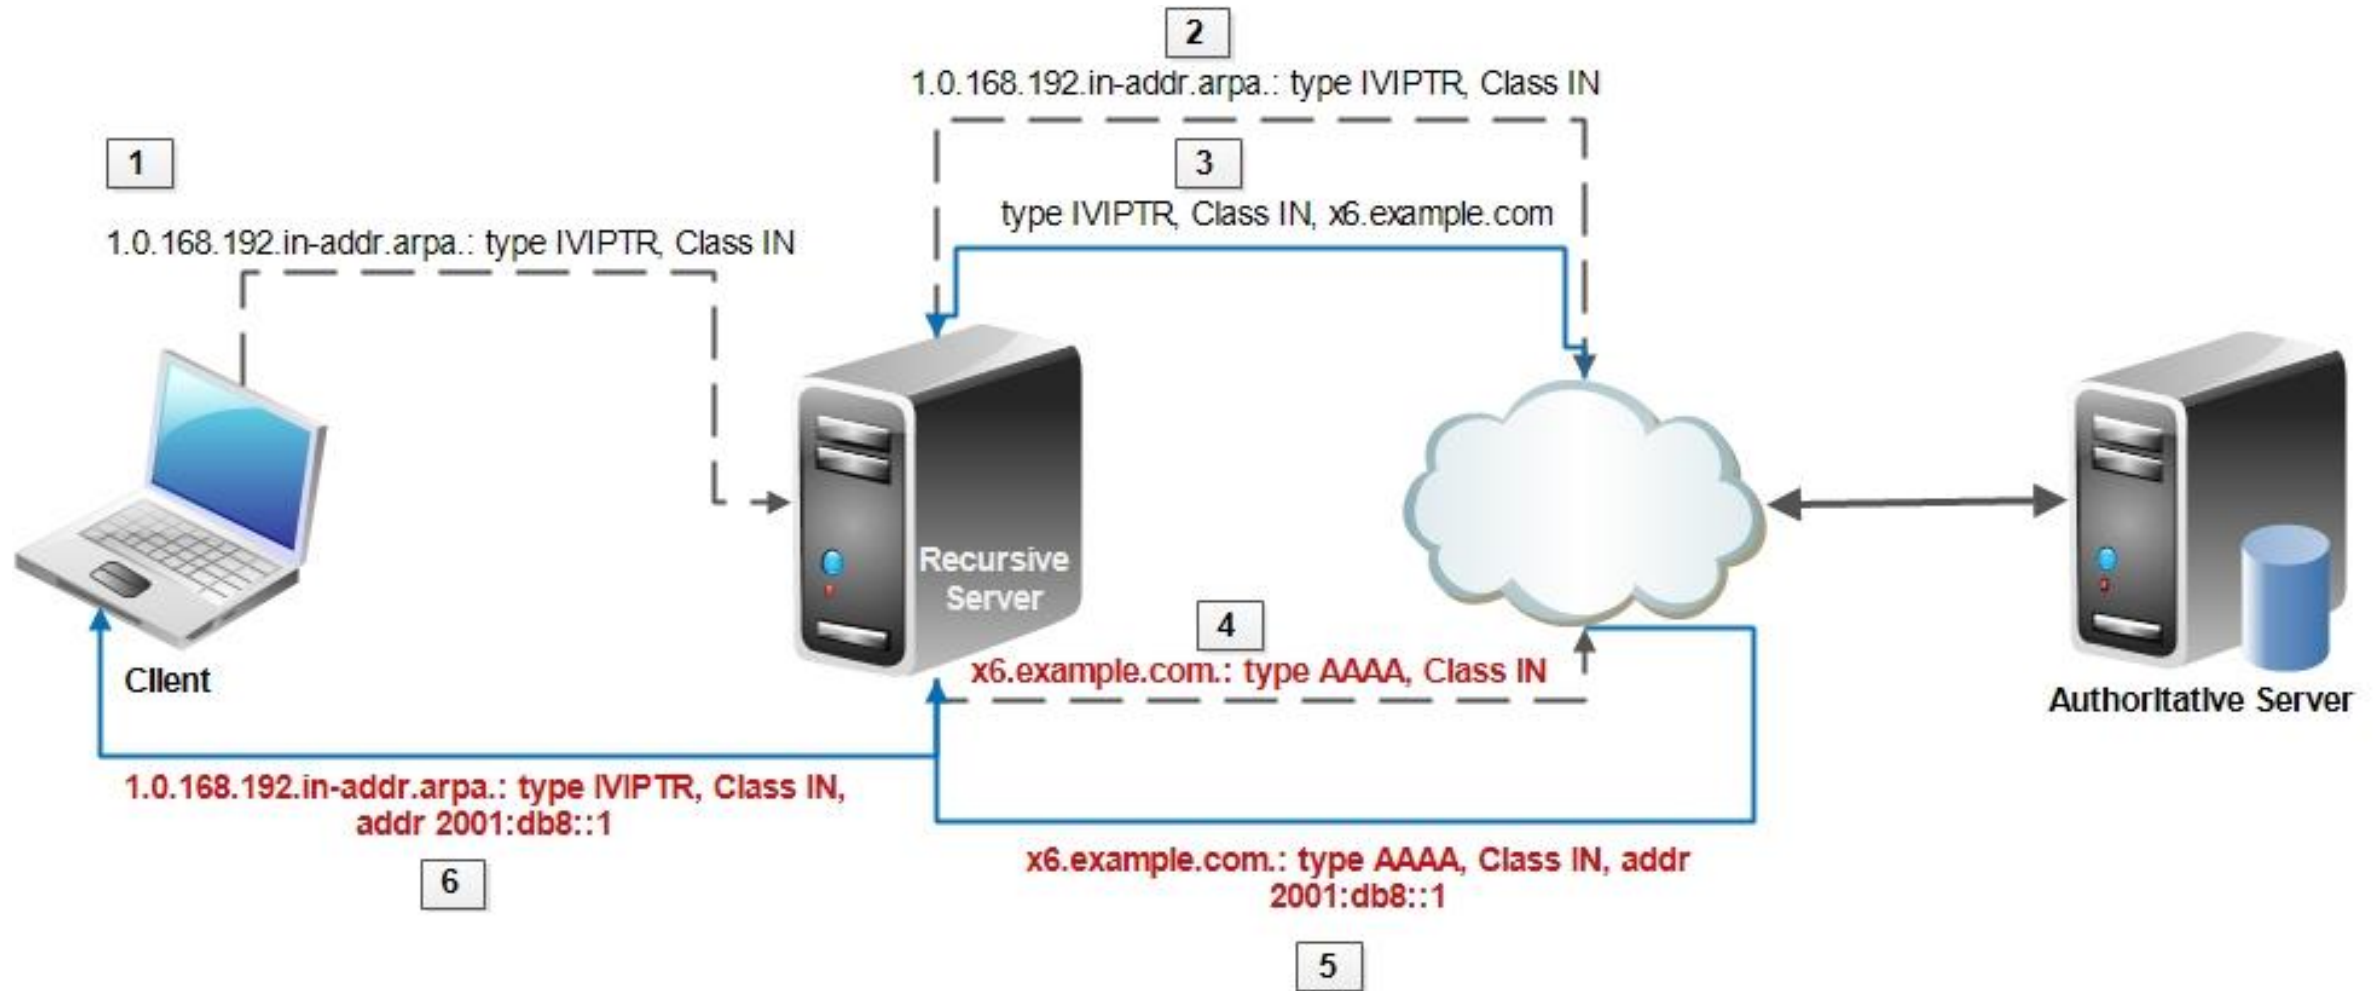 2
1.0.168.192.in-addr.arpa.: type IVIPTR, Class IN
1
3
type IVIPTR, Class IN, x6.example.com
1.0.168.192.in-addr.arpa.: type IVIPTR, Class IN
Recursive
Server
4
x6.example.com.: type AAAA, Class IN
Client
Authoritative Server
1.0.168.192.in-addr.arpa.: type IVIPTR, Class IN,
addr 2001:db8::1
6
x6.example.com.: type AAAA, Class IN, addr
2001:db8::1
5